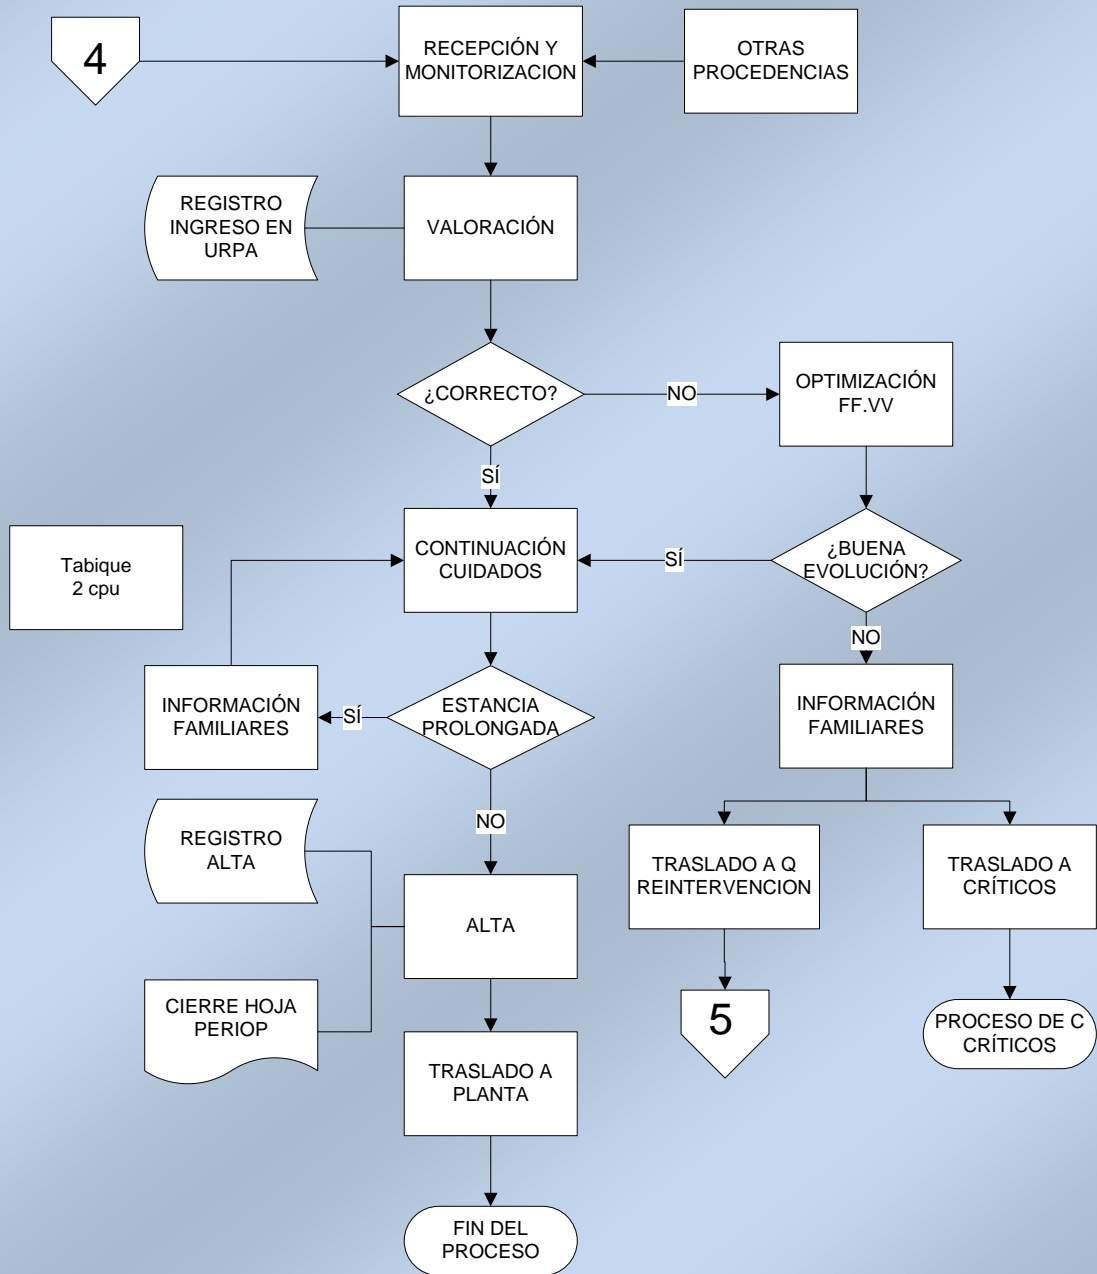 4
RECEPCIÓN Y
MONITORIZACION
OTRAS
PROCEDENCIAS
REGISTRO
INGRESO EN
URPA
VALORACIÓN
¿CORRECTO?
NO
OPTIMIZACIÓN
FF.VV
SÍ
Tabique
2 cpu
CONTINUACIÓN
CUIDADOS
SÍ
¿BUENA
EVOLUCIÓN?
NO
INFORMACIÓN
FAMILIARES
SÍ
ESTANCIA
PROLONGADA
INFORMACIÓN
FAMILIARES
NO
REGISTRO
ALTA
TRASLADO A Q
REINTERVENCION
TRASLADO A
CRÍTICOS
ALTA
CIERRE HOJA
PERIOP
5
PROCESO DE C
CRÍTICOS
TRASLADO A
PLANTA
FIN DEL
PROCESO